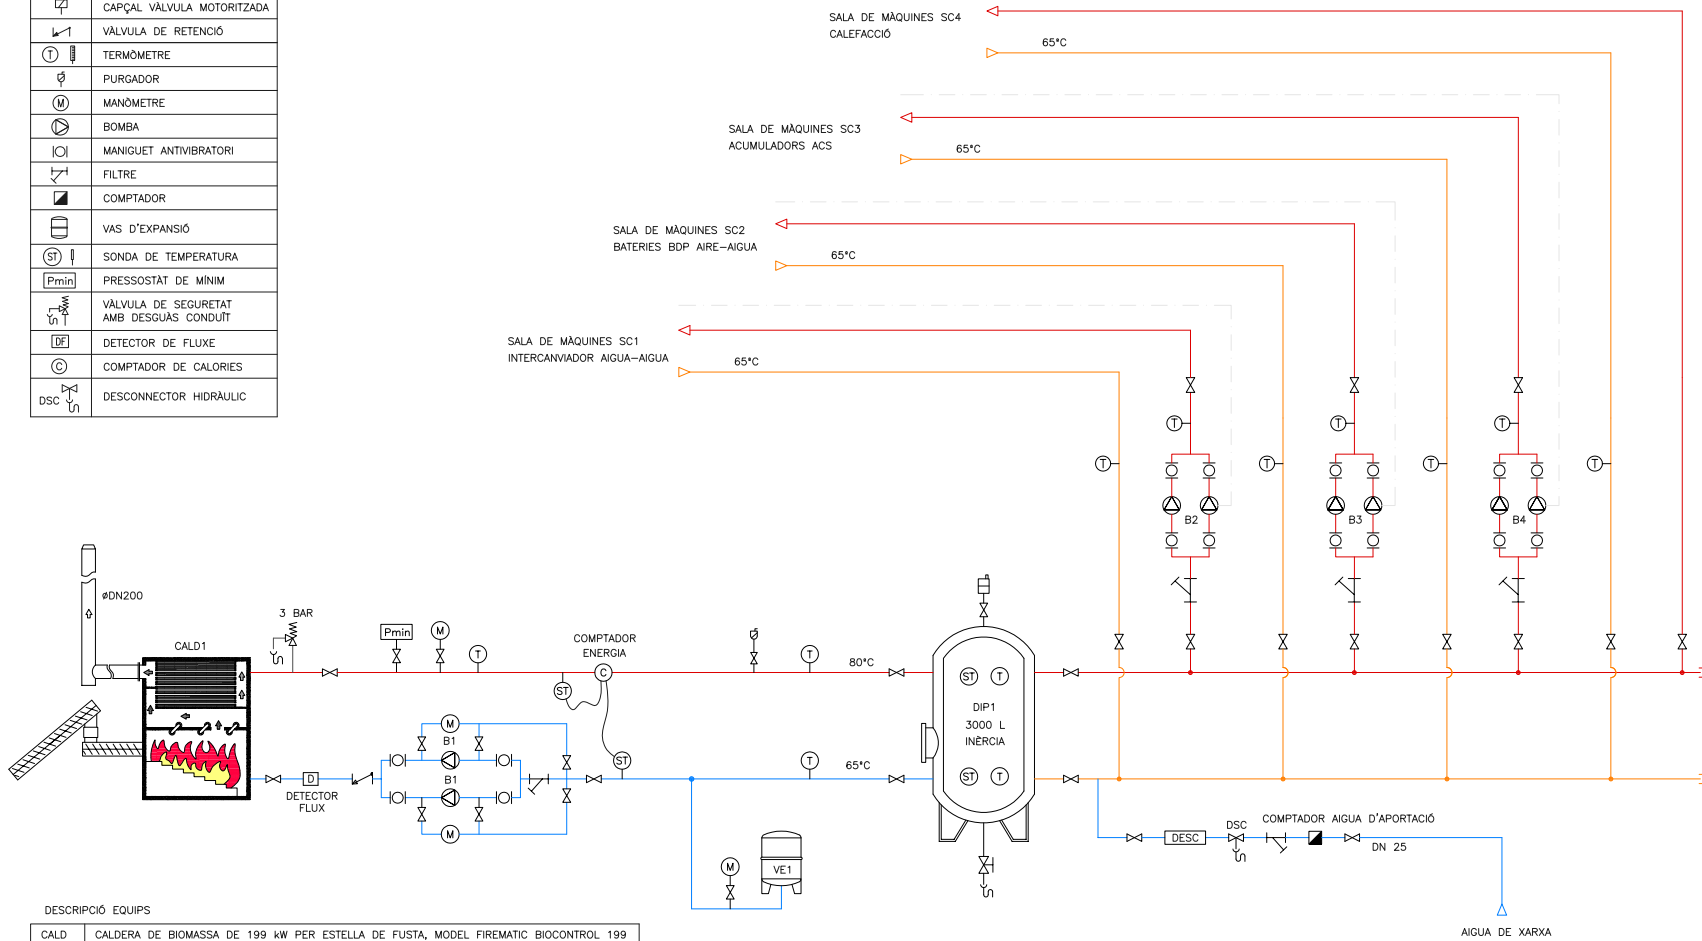 CAPÇAL VÀLVULA MOTORITZADA
VÀLVULA DE RETENCIÓ
T TERMÒMETRE
PURGADOR
M MANÒMETRE
BOMBA
MANIGUET ANTIVIBRATORI
FILTRE
COMPTADOR
VAS D'EXPANSIÓ
ST SONDA DE TEMPERATURA
Pmin PRESSOSTÀT DE MÍNIM
VÀLVULA DE SEGURETAT
AMB DESGUÀS CONDUÏT
DF DETECTOR DE FLUXE
C COMPTADOR DE CALORIES
DSC DESCONNECTOR HIDRÀULIC
SALA DE MÀQUINES SC4
CALEFACCIÓ
65°C
SALA DE MÀQUINES SC3
ACUMULADORS ACS
65°C
SALA DE MÀQUINES SC2
BATERIES BDP AIRE-AIGUA
65°C
SALA DE MÀQUINES SC1
INTERCANVIADOR AIGUA-AIGUA
65°C
T T T
T T T T
B2 B3 B4
øDN200
CALD1
3 BAR
Pmin
M
T
COMPTADOR
ENERGIA
C
ST
T
80°C
ST T
DIP1
3000 L
INÈRCIA
ST T
M
B1
B1
M
D
DETECTOR
FLUX
ST
T
65°C
M
VE1
DESC
DSC
COMPTADOR AIGUA D'APORTACIÓ
DN 25
AIGUA DE XARXA
DESCRIPCIÓ EQUIPS
CALD CALDERA DE BIOMASSA DE 199 kW PER ESTELLA DE FUSTA, MODEL FIREMATIC BIOCONTROL 199